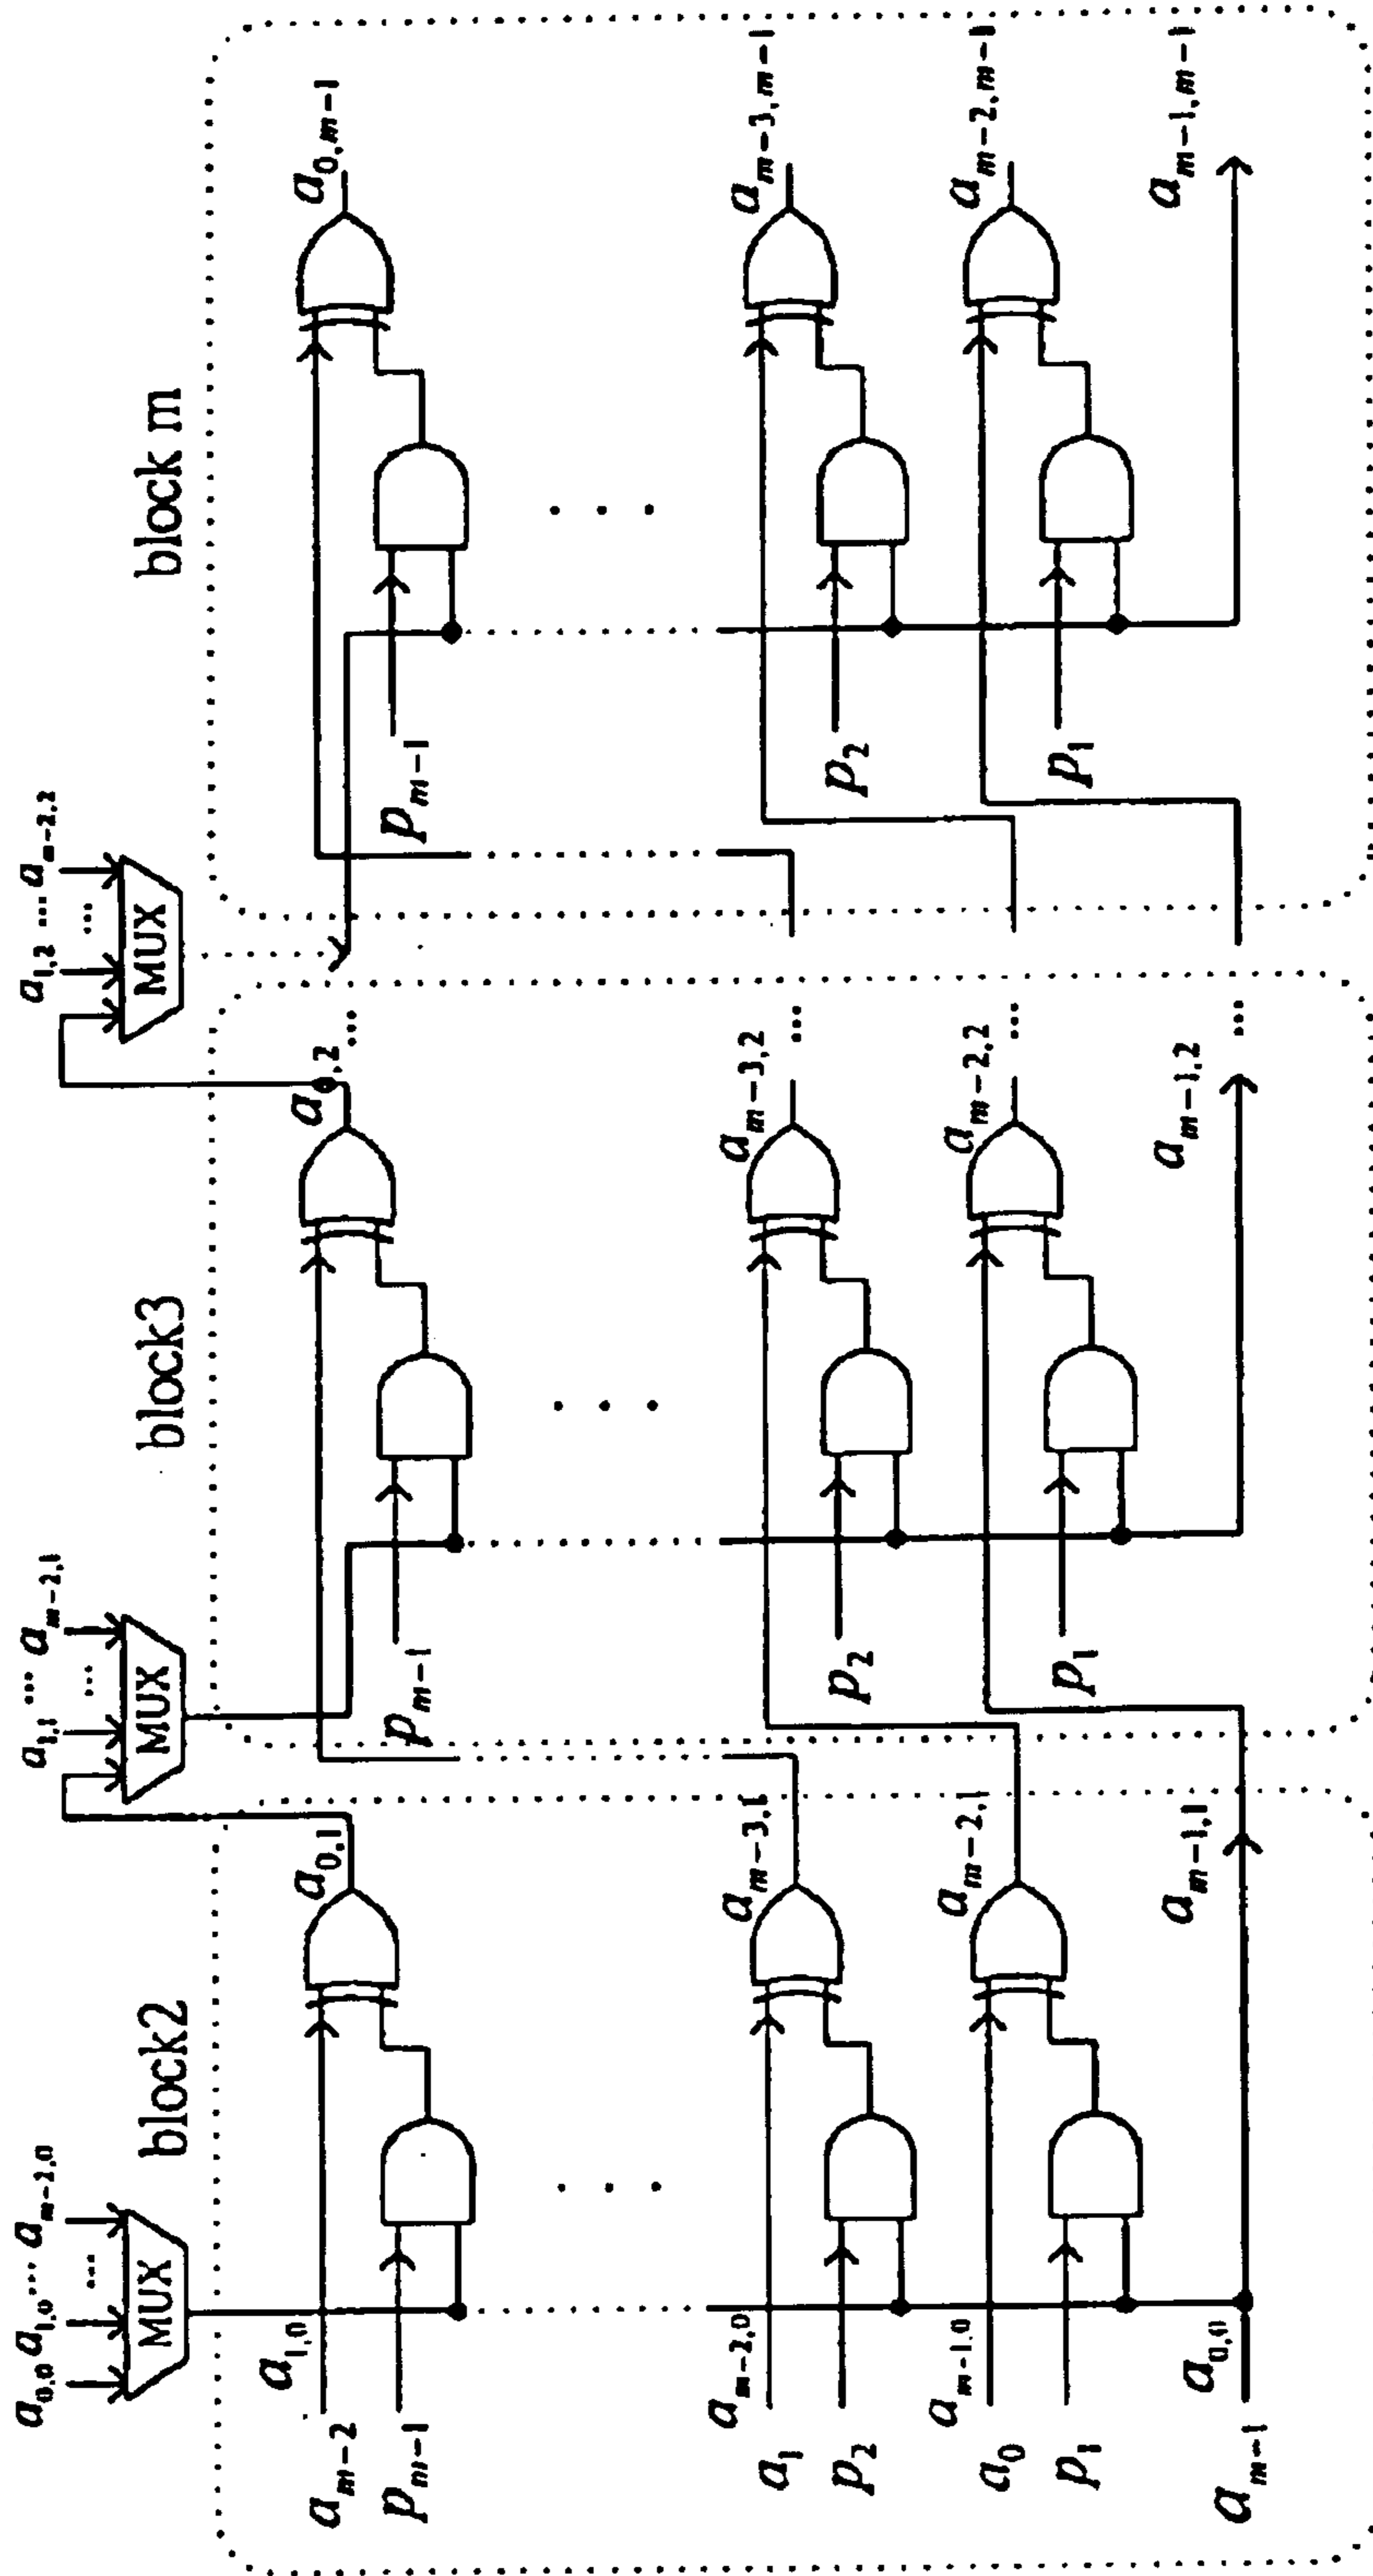 a₀,₀ a₁,₀ ... aₘ₋₂,₀
a₁,₁ ... aₘ₋₂,₁
a₁,₂ ... aₘ₋₂,₂
MUX
...
MUX
...
MUX
...
block2
block3
block m
aₘ₋₂
a₁,₀
a₀,₁
a₀,₂ ...
a₀,ₘ₋₁
pₘ₋₁
pₘ₋₁
pₘ₋₁
. . .
. . .
. . .
a₁
aₘ₋₂,₀
aₘ₋₃,₁
aₘ₋₃,₂ ...
aₘ₋₃,ₘ₋₁
p₂
p₂
p₂
a₀
aₘ₋₁,₀
aₘ₋₂,₁
aₘ₋₂,₂ ...
aₘ₋₂,ₘ₋₁
p₁
p₁
p₁
aₘ₋₁
a₀,₀
aₘ₋₁,₁
aₘ₋₁,₂ ...
aₘ₋₁,ₘ₋₁